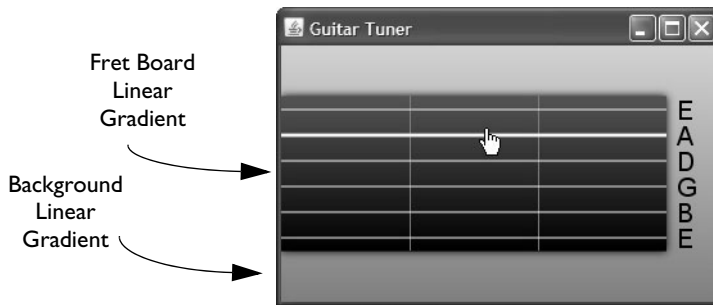 Guitar Tuner
Fret Board
Linear
Gradient
Background
Linear
Gradient
E
A
D
G
B
E